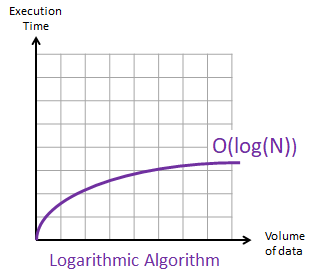 Execution
Time
O(log(N))
Volume
of data
Logarithmic Algorithm